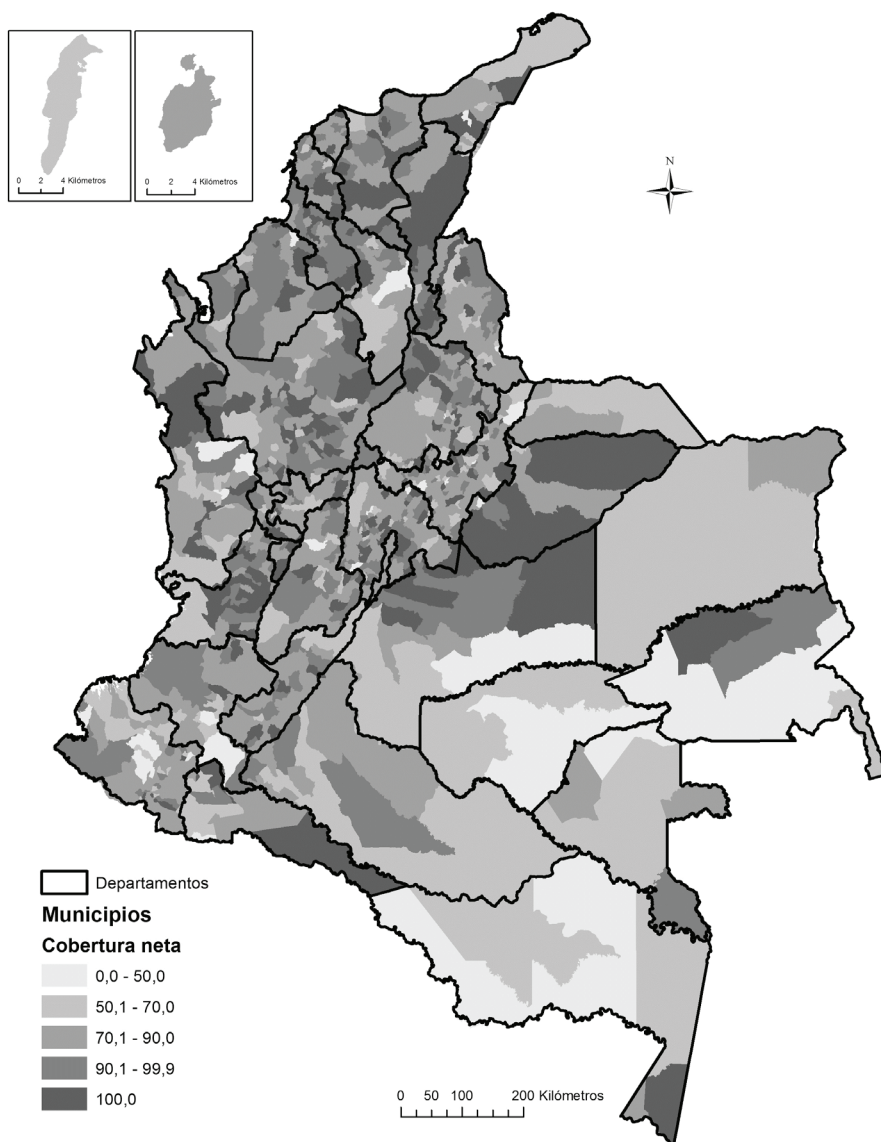 0 2 4 Kilómetros
0 2 4 Kilómetros
N
Departamentos
Municipios
Cobertura neta
0,0 - 50,0
50,1 - 70,0
70,1 - 90,0
90,1 - 99,9
100,0
0 50 100 200 Kilómetros